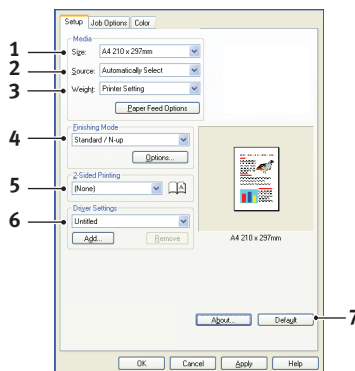 Setup Job Options Color
Media
1 Size: A4 210 x 297mm
2 Source: Automatically Select
3 Weight: Printer Setting
Paper Feed Options
4 Finishing Mode
Standard / N-up
Options...
5 2-Sided Printing
(None) A
6 Driver Settings
Untitled
Add... Remove
A4 210 x 297mm
About... Default 7
OK Cancel Apply Help